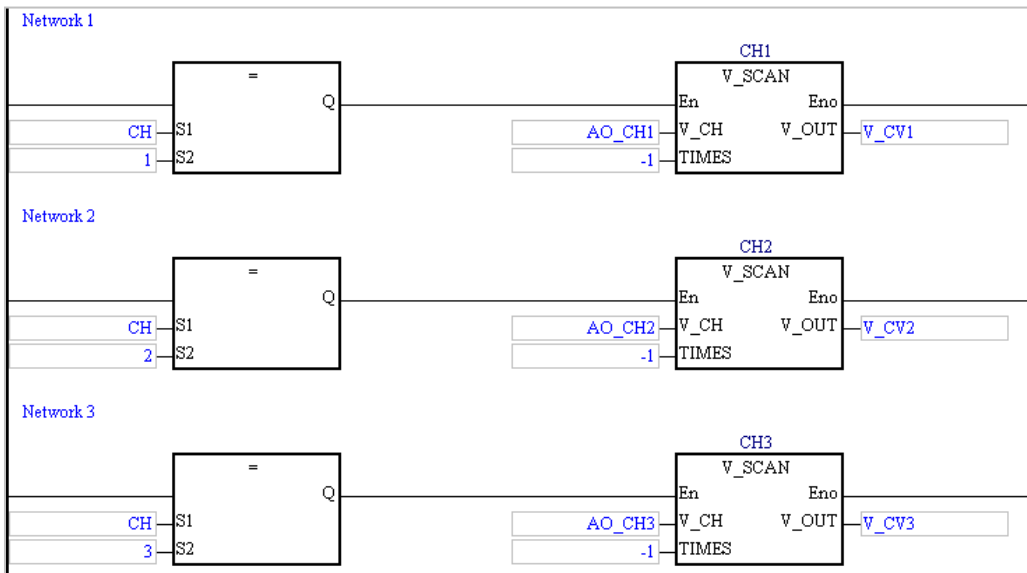 Network 1
CH1
= V_SCAN
Q En Eno
CH S1 AO_CH1 V_CH V_OUT V_CV1
1 S2 -1 TIMES
Network 2
CH2
= V_SCAN
Q En Eno
CH S1 AO_CH2 V_CH V_OUT V_CV2
2 S2 -1 TIMES
Network 3
CH3
= V_SCAN
Q En Eno
CH S1 AO_CH3 V_CH V_OUT V_CV3
3 S2 -1 TIMES